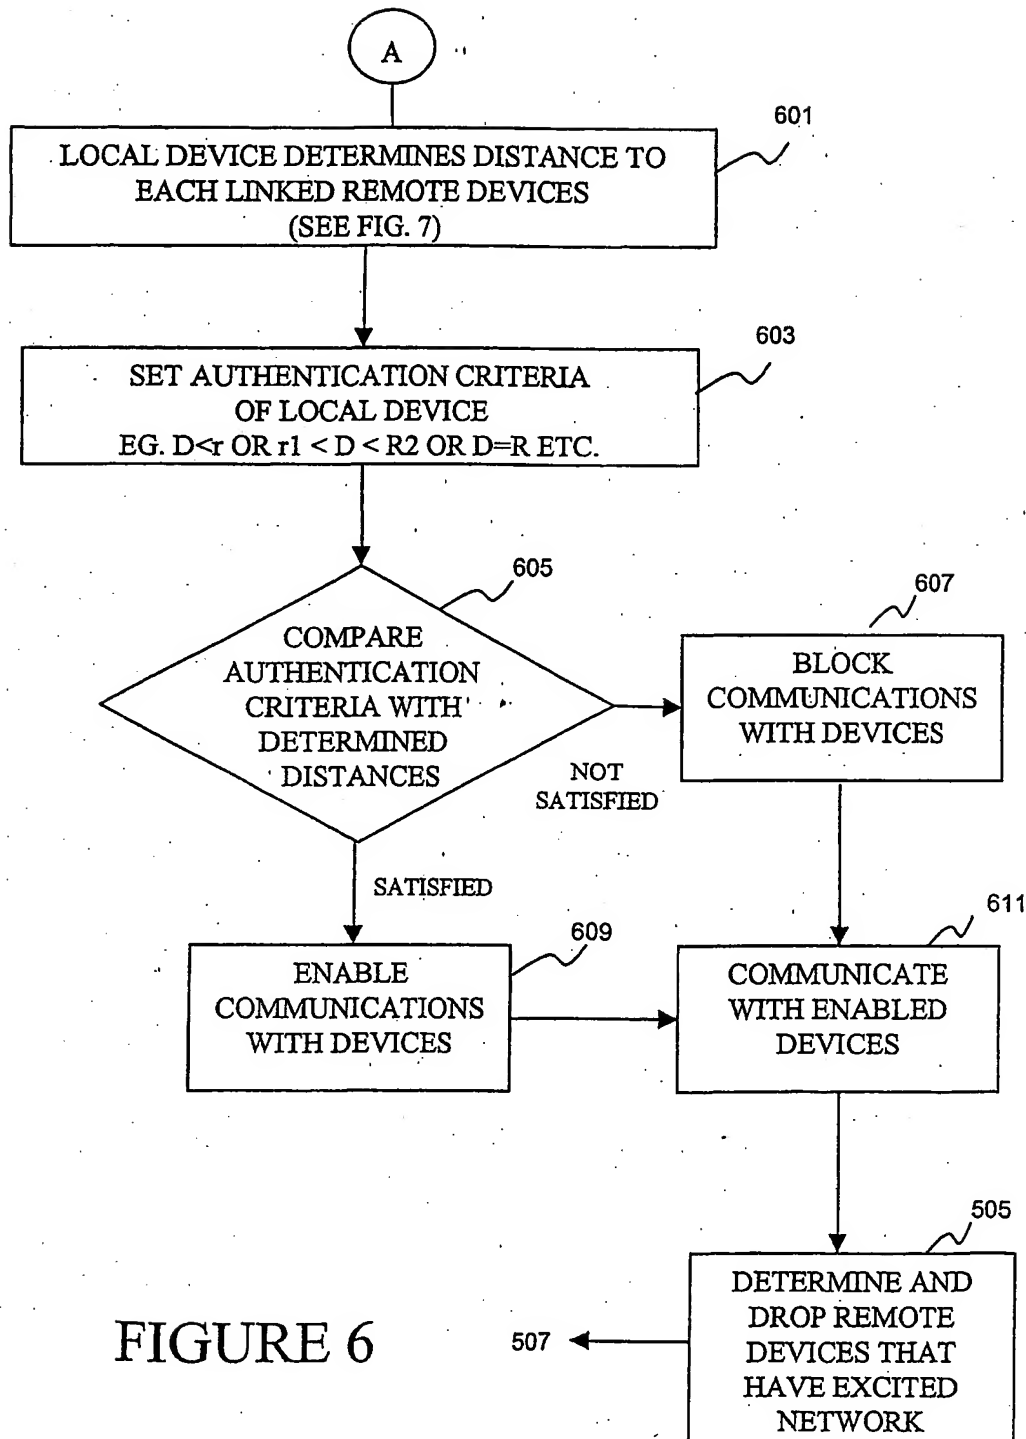 A
601
LOCAL DEVICE DETERMINES DISTANCE TO
EACH LINKED REMOTE DEVICES
(SEE FIG. 7)
603
SET AUTHENTICATION CRITERIA
OF LOCAL DEVICE
EG. D<r OR r1 < D < R2 OR D=R ETC.
605
COMPARE
AUTHENTICATION
CRITERIA WITH
DETERMINED
DISTANCES
607
BLOCK
COMMUNICATIONS
WITH DEVICES
NOT
SATISFIED
SATISFIED
609
ENABLE
COMMUNICATIONS
WITH DEVICES
611
COMMUNICATE
WITH ENABLED
DEVICES
505
DETERMINE AND
DROP REMOTE
DEVICES THAT
HAVE EXCITED
NETWORK
507
FIGURE 6